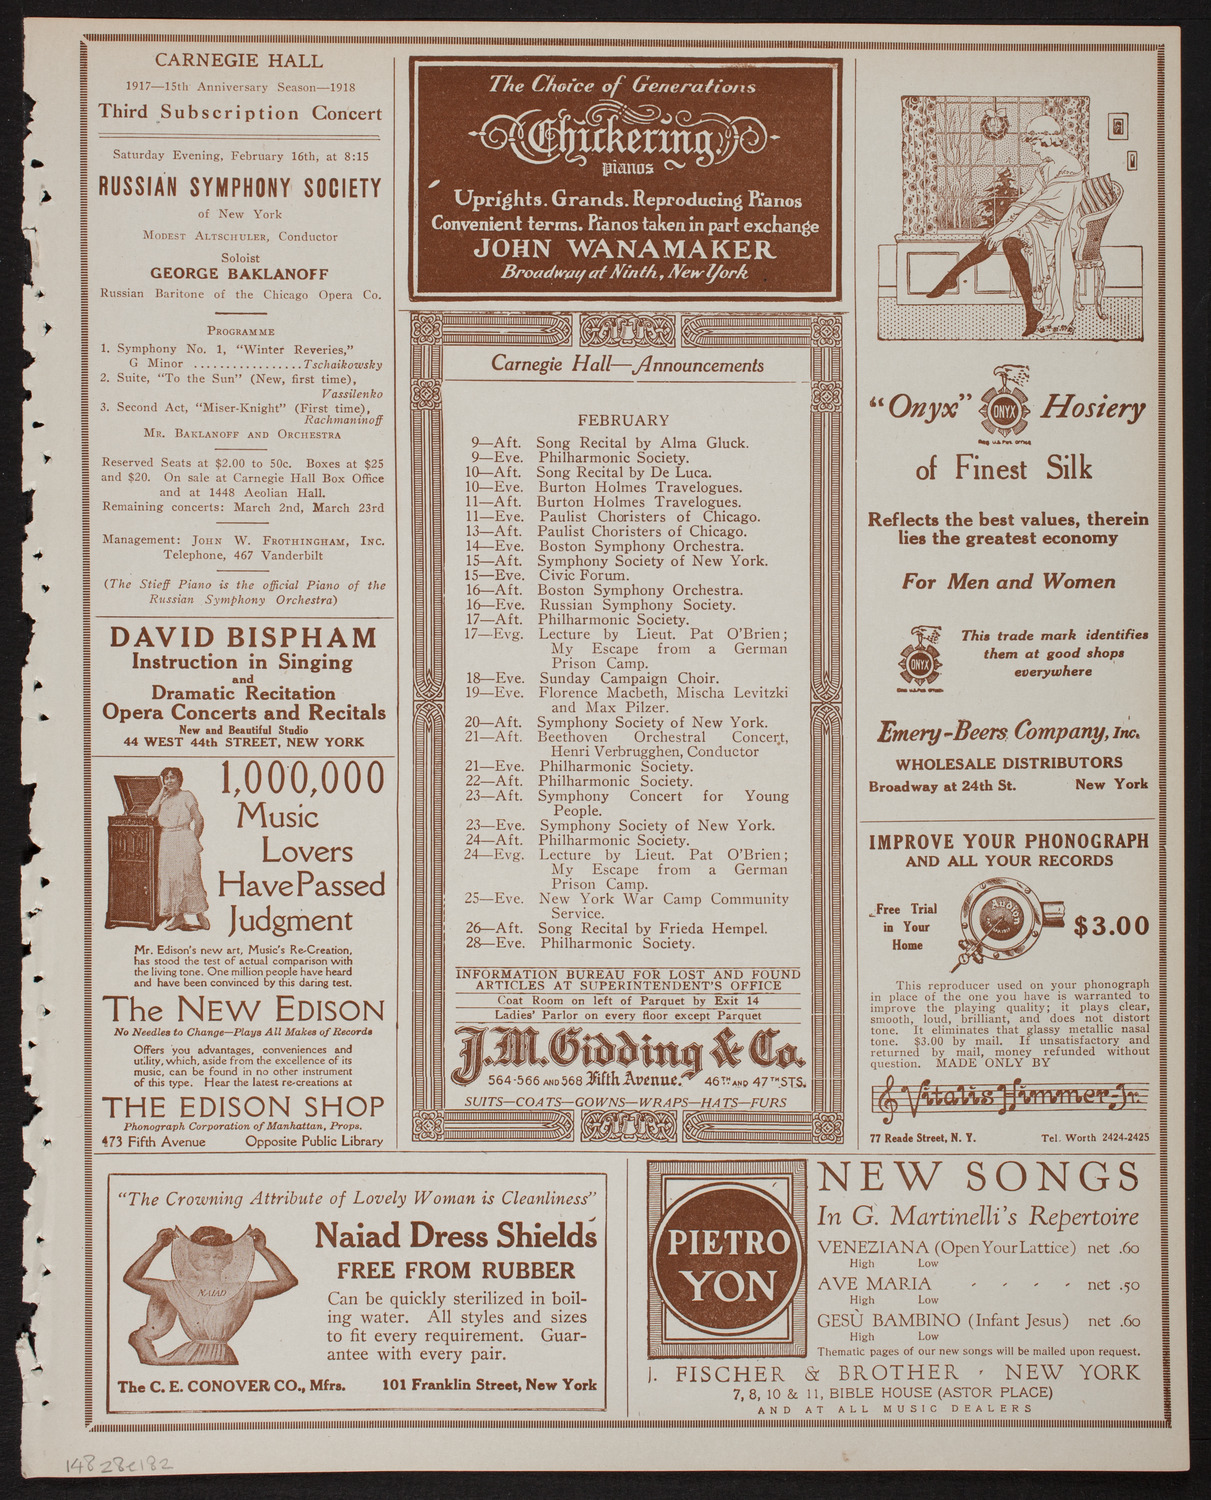 CARNEGIE HALL
1917—15th Anniversary Season—1918
Third Subscription Concert
Saturday Evening, February 16th, at 8:15
RUSSIAN SYMPHONY SOCIETY
of New York
MODEST ALTSCHULER, Conductor
Soloist
GEORGE BAKLANOFF
Russian Baritone of the Chicago Opera Co.
PROGRAMME
1. Symphony No. 1, "Winter Reveries,"
G Minor ................. Tschaikowsky
2. Suite, "To the Sun" (New, first time),
Vassilenko
3. Second Act, "Miser-Knight" (First time),
Rachmaninoff
MR. BAKLANOFF AND ORCHESTRA
Reserved Seats at $2.00 to 50c. Boxes at $25
and $20. On sale at Carnegie Hall Box Office
and at 1448 Aeolian Hall.
Remaining concerts: March 2nd, March 23rd
Management: JOHN W. FROTHINGHAM, INC.
Telephone, 467 Vanderbilt
(The Stieff Piano is the official Piano of the
Russian Symphony Orchestra)
DAVID BISPHAM
Instruction in Singing
and
Dramatic Recitation
Opera Concerts and Recitals
New and Beautiful Studio
44 WEST 44th STREET, NEW YORK
1,000,000
Music
Lovers
Have Passed
Judgment
Mr. Edison's new art, Music's Re-Creation,
has stood the test of actual comparison with
the living tone. One million people have heard
and have been convinced by this daring test.
The NEW EDISON
No Needles to Change—Plays All Makes of Records
Offers you advantages, conveniences and
utility, which, aside from the excellence of its
music, can be found in no other instrument
of this type. Hear the latest re-creations at
THE EDISON SHOP
Phonograph Corporation of Manhattan, Props.
473 Fifth Avenue Opposite Public Library
The Choice of Generations
Chickering
pianos
Uprights. Grands. Reproducing Pianos
Convenient terms. Pianos taken in part exchange
JOHN WANAMAKER
Broadway at Ninth, New York
Carnegie Hall—Announcements
FEBRUARY
9—Aft. Song Recital by Alma Gluck.
9—Eve. Philharmonic Society.
10—Aft. Song Recital by De Luca.
10—Eve. Burton Holmes Travelogues.
11—Aft. Burton Holmes Travelogues.
11—Eve. Paulist Choristers of Chicago.
13—Aft. Paulist Choristers of Chicago.
14—Eve. Boston Symphony Orchestra.
15—Aft. Symphony Society of New York.
15—Eve. Civic Forum.
16—Aft. Boston Symphony Orchestra.
16—Eve. Russian Symphony Society.
17—Aft. Philharmonic Society.
17—Evg. Lecture by Lieut. Pat O'Brien;
My Escape from a German
Prison Camp.
18—Eve. Sunday Campaign Choir.
19—Eve. Florence Macbeth, Mischa Levitzki
and Max Pilzer.
20—Aft. Symphony Society of New York.
21—Aft. Beethoven Orchestral Concert,
Henri Verbrugghen, Conductor
21—Eve. Philharmonic Society.
22—Aft. Philharmonic Society.
23—Aft. Symphony Concert for Young
People.
23—Eve. Symphony Society of New York.
24—Aft. Philharmonic Society.
24—Evg. Lecture by Lieut. Pat O'Brien;
My Escape from a German
Prison Camp.
25—Eve. New York War Camp Community
Service.
26—Aft. Song Recital by Frieda Hempel.
28—Eve. Philharmonic Society.
INFORMATION BUREAU FOR LOST AND FOUND
ARTICLES AT SUPERINTENDENT'S OFFICE
Coat Room on left of Parquet by Exit 14
Ladies' Parlor on every floor except Parquet
J.M. Gidding & Co.
564-566 AND 568 Fifth Avenue. 46TH AND 47TH STS.
SUITS—COATS—GOWNS—WRAPS—HATS—FURS
"Onyx" ONYX Hosiery
Reg. U.S. Pat. Office
of Finest Silk
Reflects the best values, therein
lies the greatest economy
For Men and Women
ONYX
This trade mark identifies
them at good shops
everywhere
Emery-Beers Company, Inc.
WHOLESALE DISTRIBUTORS
Broadway at 24th St. New York
IMPROVE YOUR PHONOGRAPH
AND ALL YOUR RECORDS
Free Trial
in Your
Home
Audion
$3.00
This reproducer used on your phonograph
in place of the one you have is warranted to
improve the playing quality; it plays clear,
smooth, loud, brilliant, and does not distort
tone. It eliminates that glassy metallic nasal
tone. $3.00 by mail. If unsatisfactory and
returned by mail, money refunded without
question. MADE ONLY BY
Vitalis Himmer-Jr.
77 Reade Street, N. Y. Tel. Worth 2424-2425
"The Crowning Attribute of Lovely Woman is Cleanliness"
NAIAD
Naiad Dress Shields
FREE FROM RUBBER
Can be quickly sterilized in boil-
ing water. All styles and sizes
to fit every requirement. Guar-
antee with every pair.
The C. E. CONOVER CO., Mfrs. 101 Franklin Street, New York
PIETRO
YON
NEW SONGS
In G. Martinelli's Repertoire
VENEZIANA (Open Your Lattice) net .60
High Low
AVE MARIA - - - - net .50
High Low
GESÙ BAMBINO (Infant Jesus) net .60
High Low
Thematic pages of our new songs will be mailed upon request.
J. FISCHER & BROTHER · NEW YORK
7, 8, 10 & 11, BIBLE HOUSE (ASTOR PLACE)
AND AT ALL MUSIC DEALERS